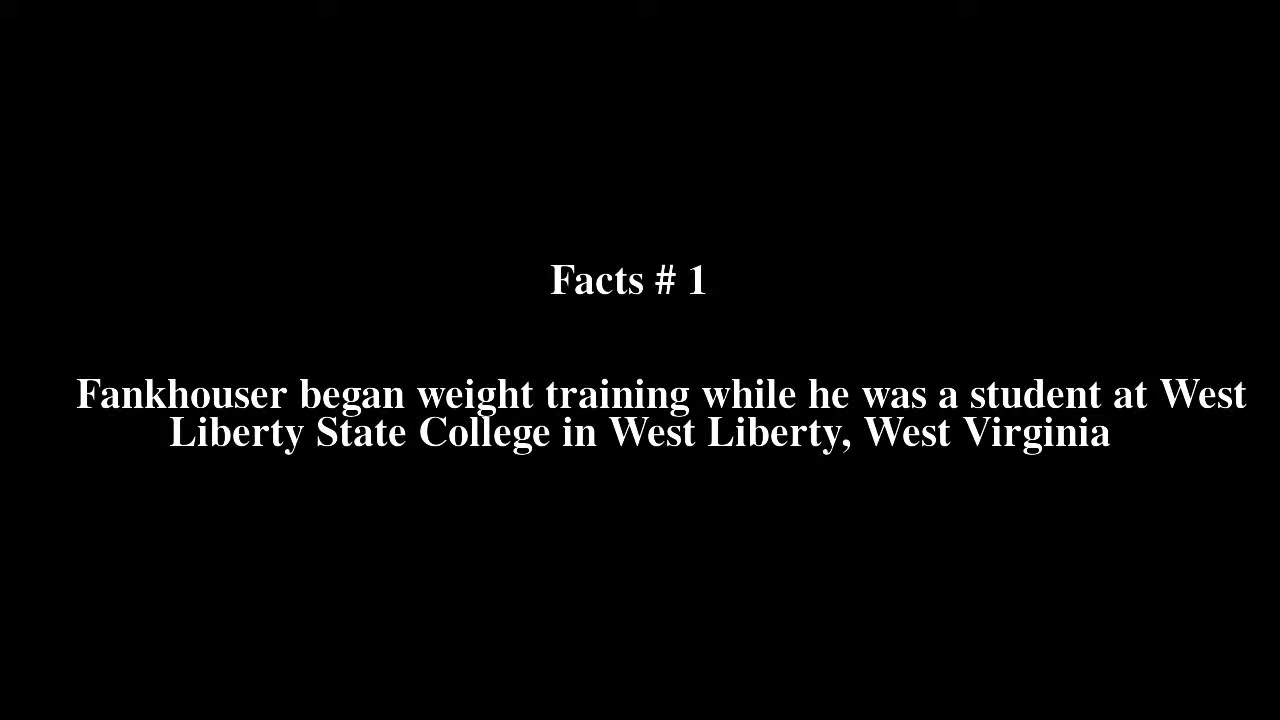 Facts # 1
Fankhouser began weight training while he was a student at West
Liberty State College in West Liberty, West Virginia